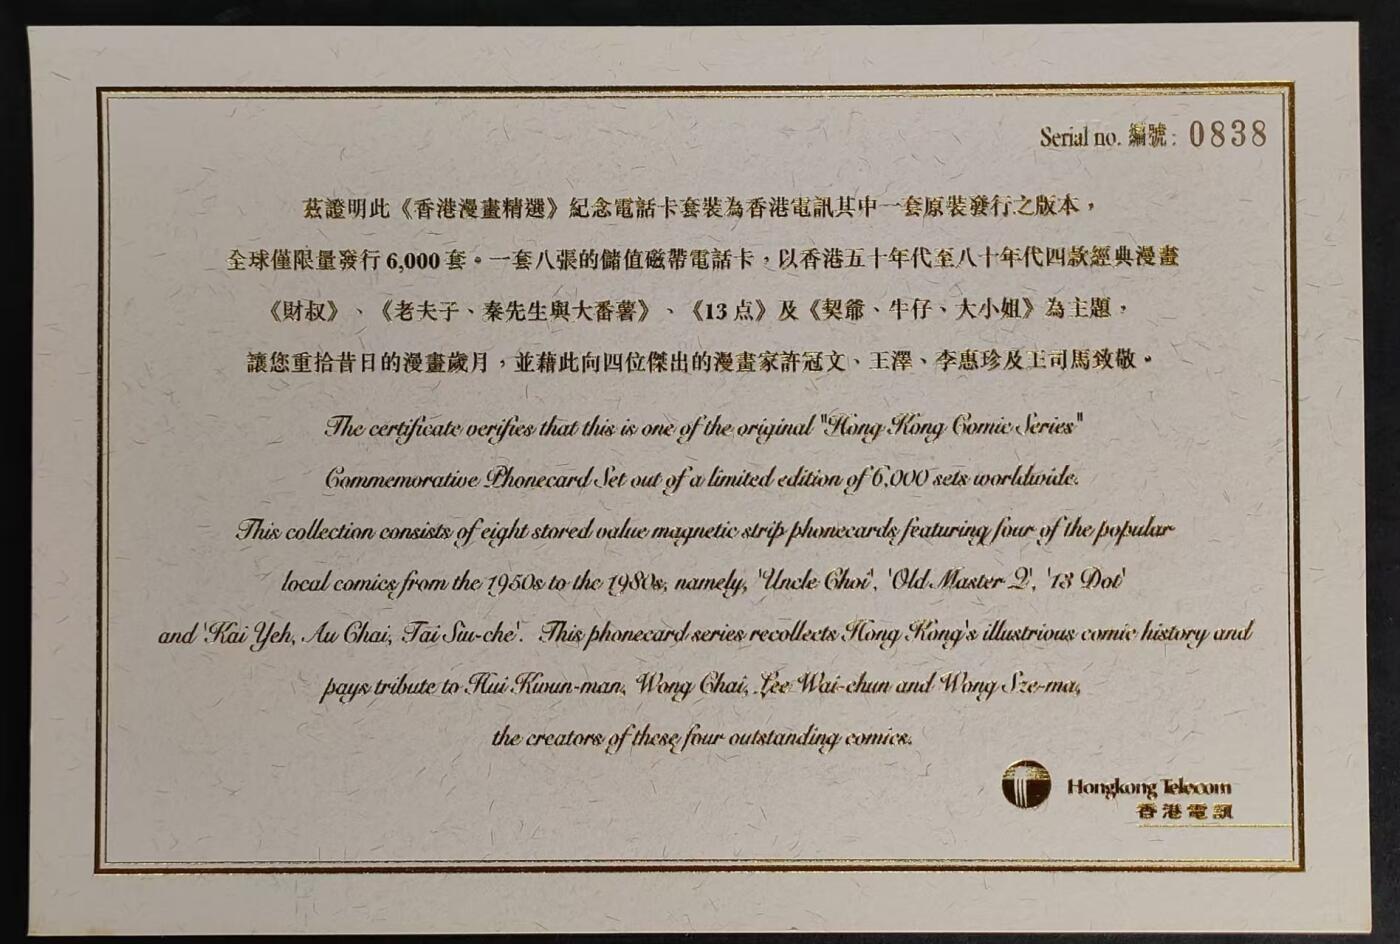 Serial no. 編號: 0838
茲證明此《香港漫畫精選》紀念電話卡套裝為香港電訊其中一套原裝發行之版本，
全球僅限量發行 6,000 套。一套八張的儲值磁帶電話卡，以香港五十年代至八十年代四款經典漫畫
《財叔》、《老夫子、秦先生與大番薯》、《13点》及《契爺、牛仔、大小姐》為主題，
讓您重拾昔日的漫畫歲月，並藉此向四位傑出的漫畫家許冠文、王澤、李惠珍及王司馬致敬。
The certificate verifies that this is one of the original "Hong Kong Comic Series"
Commemorative Phonecard Set out of a limited edition of 6,000 sets worldwide.
This collection consists of eight stored value magnetic strip phonecards featuring four of the popular
local comics from the 1950s to the 1980s, namely, 'Uncle Choi', 'Old Master Q', '13 Dot'
and 'Kai Yeh, Au Chai, Tai Siu-che'. This phonecard series recollects Hong Kong's illustrious comic history and
pays tribute to Hui Kwun-man, Wong Chai, Lee Wai-chun and Wong Sze-ma,
the creators of these four outstanding comics.
Hongkong Telecom
香港電訊